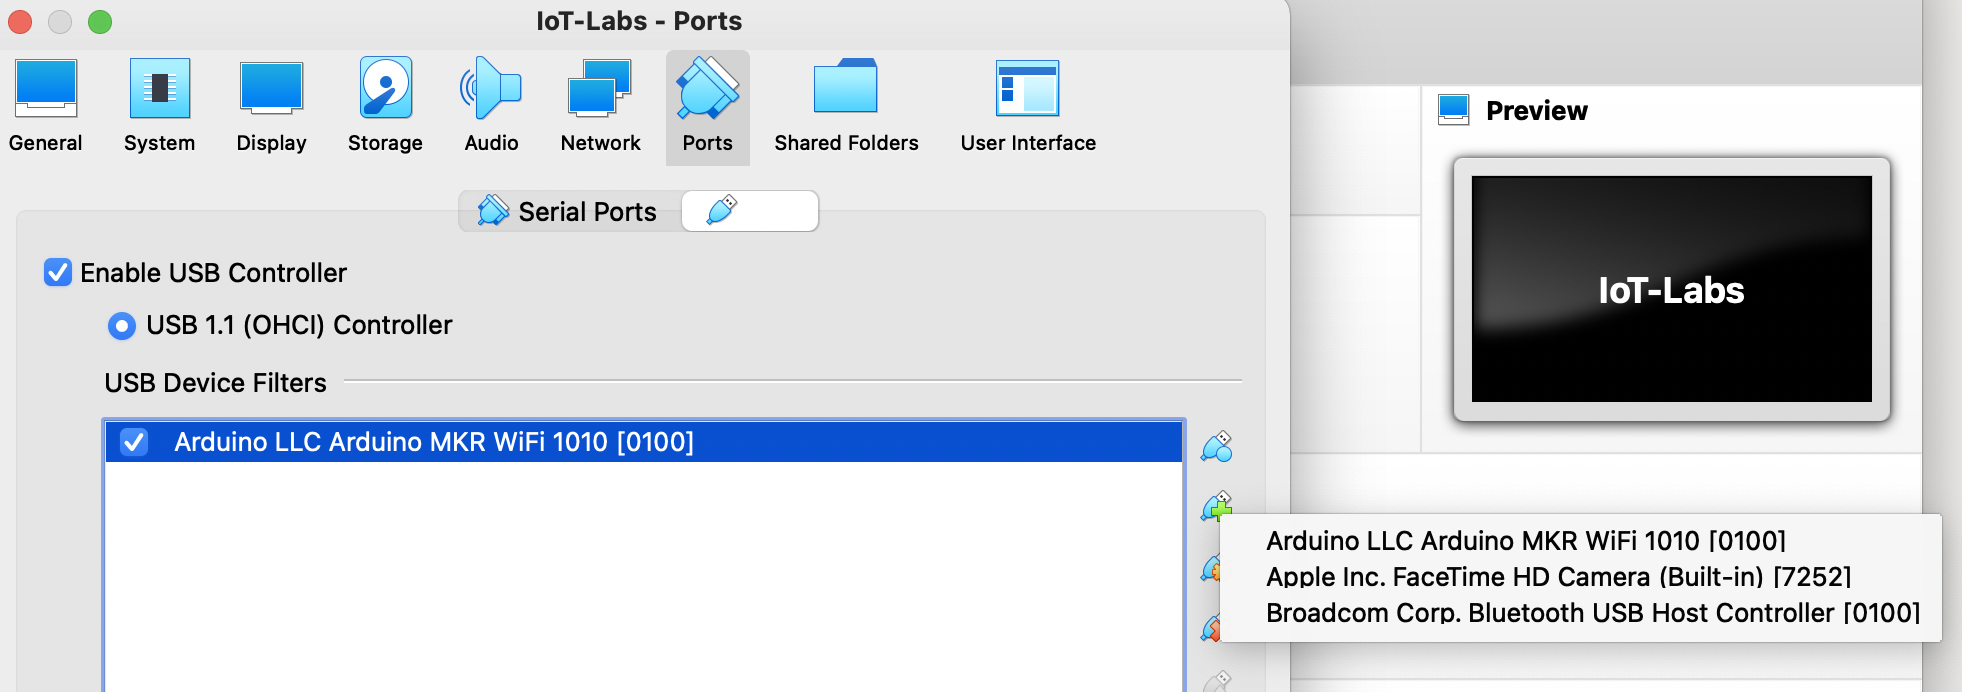 IoT-Labs - Ports
General System Display Storage Audio Network Ports Shared Folders User Interface
Serial Ports
Enable USB Controller
USB 1.1 (OHCI) Controller
USB Device Filters
Arduino LLC Arduino MKR WiFi 1010 [0100]
Preview
IoT-Labs
Arduino LLC Arduino MKR WiFi 1010 [0100]
Apple Inc. FaceTime HD Camera (Built-in) [7252]
Broadcom Corp. Bluetooth USB Host Controller [0100]